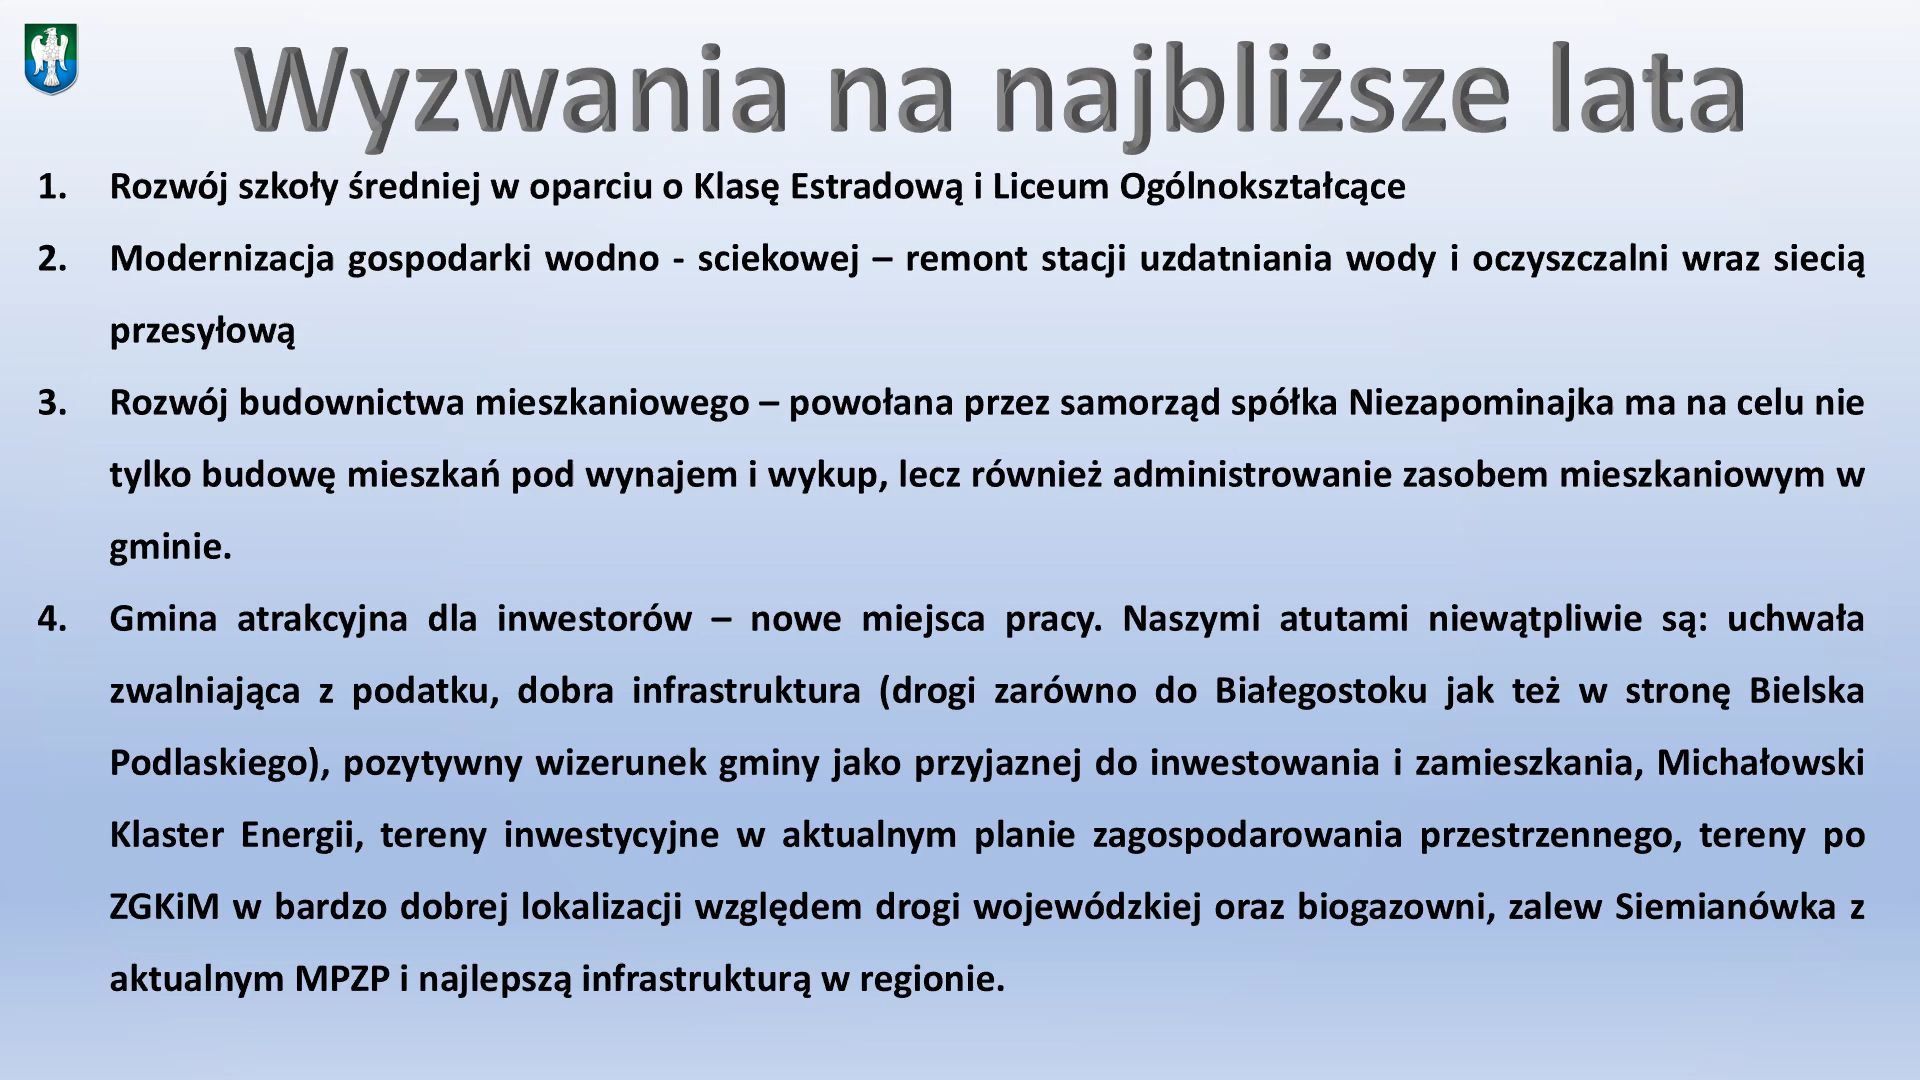 Wyzwania na najbliższe lata
1. Rozwój szkoły średniej w oparciu o Klasę Estradową i Liceum Ogólnokształcące
2. Modernizacja gospodarki wodno - sciekowej – remont stacji uzdatniania wody i oczyszczalni wraz siecią
przesyłową
3. Rozwój budownictwa mieszkaniowego – powołana przez samorząd spółka Niezapominajka ma na celu nie
tylko budowę mieszkań pod wynajem i wykup, lecz również administrowanie zasobem mieszkaniowym w
gminie.
4. Gmina atrakcyjna dla inwestorów – nowe miejsca pracy. Naszymi atutami niewątpliwie są: uchwała
zwalniająca z podatku, dobra infrastruktura (drogi zarówno do Białegostoku jak też w stronę Bielska
Podlaskiego), pozytywny wizerunek gminy jako przyjaznej do inwestowania i zamieszkania, Michałowski
Klaster Energii, tereny inwestycyjne w aktualnym planie zagospodarowania przestrzennego, tereny po
ZGKiM w bardzo dobrej lokalizacji względem drogi wojewódzkiej oraz biogazowni, zalew Siemianówka z
aktualnym MPZP i najlepszą infrastrukturą w regionie.